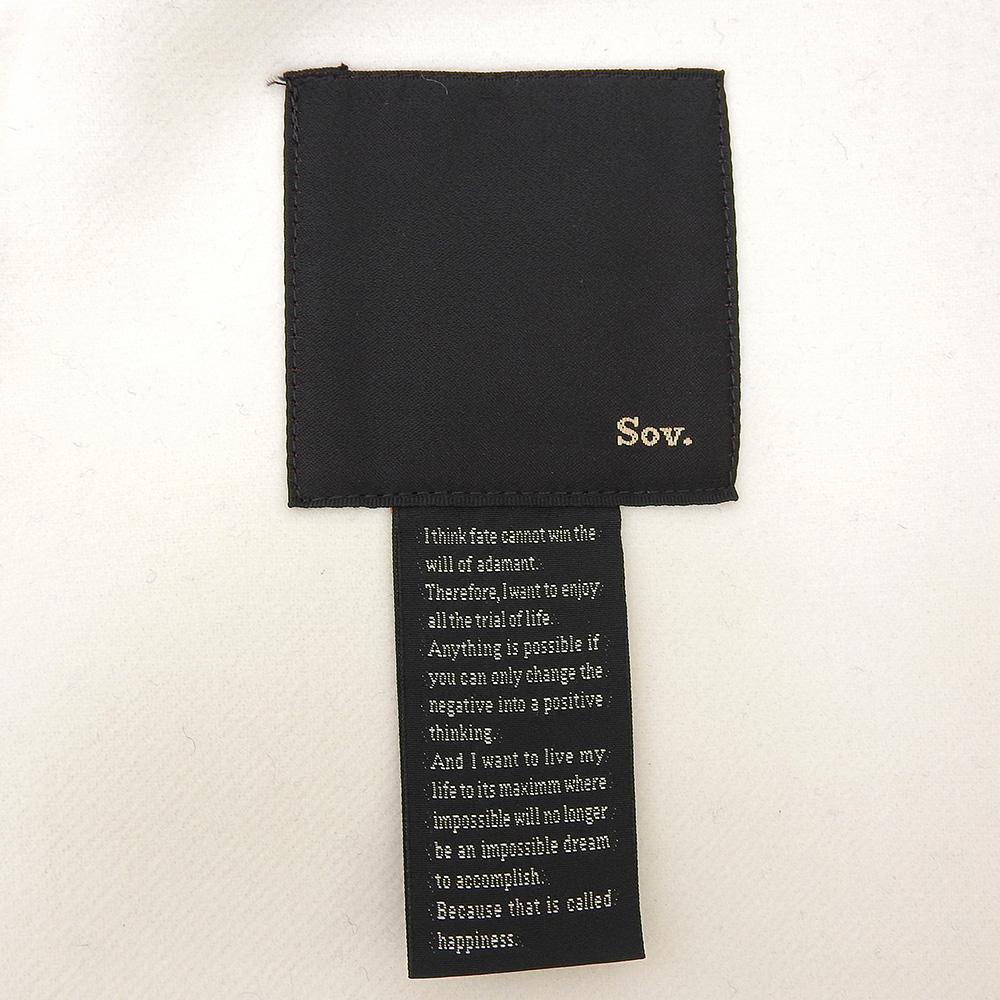 Sov.
I think fate cannot win the
will of adamant.
Therefore, I want to enjoy
all the trial of life.
Anything is possible if
you can only change the
negative into a positive
thinking.
And I want to live my
life to its maximm where
impossible will no longer
be an impossible dream
to accomplish.
Because that is called
happiness.